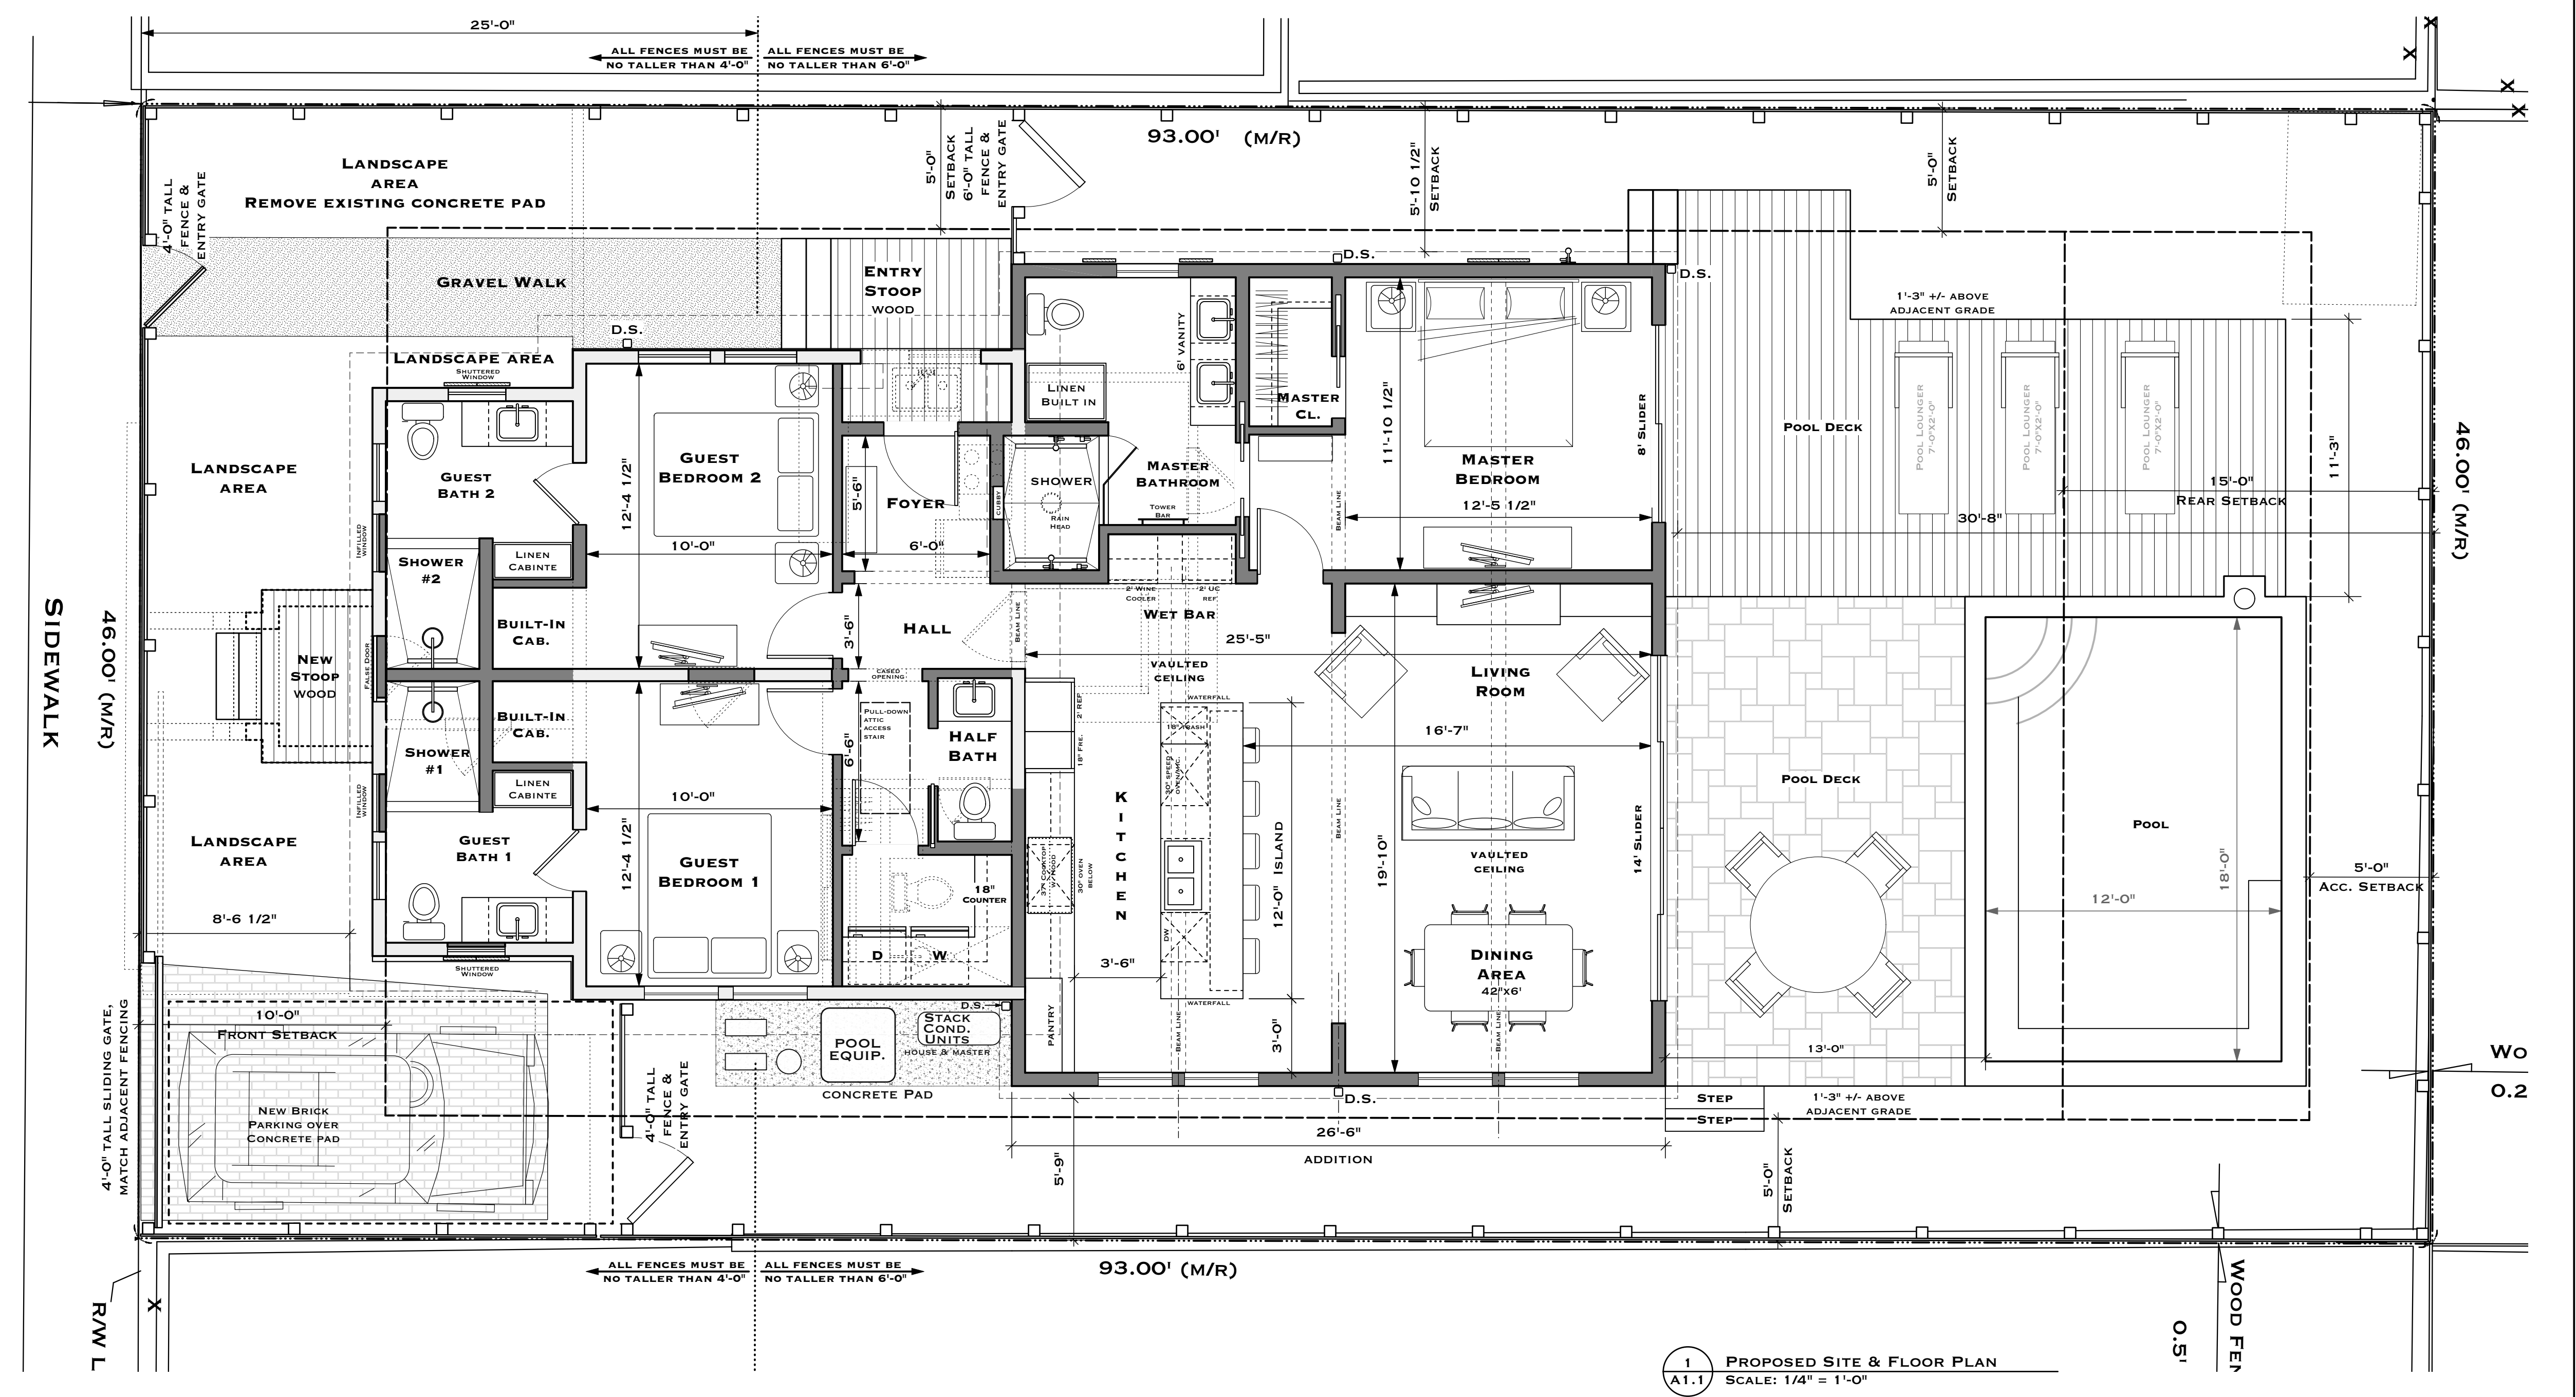 25'-0"
ALL FENCES MUST BE
NO TALLER THAN 4'-0"
ALL FENCES MUST BE
NO TALLER THAN 6'-0"
93.00' (M/R)
LANDSCAPE
AREA
REMOVE EXISTING CONCRETE PAD
4'-0" TALL
FENCE &
ENTRY GATE
5'-0"
SETBACK
6'-0" TALL
FENCE &
ENTRY GATE
5'-10 1/2"
SETBACK
5'-0"
SETBACK
GRAVEL WALK
ENTRY
STOOP
WOOD
D.S.
D.S.
D.S.
LANDSCAPE AREA
SHUTTERED
WINDOW
LINEN
BUILT IN
6' VANITY
MASTER
CL.
11'-10 1/2"
MASTER
BEDROOM
12'-5 1/2"
8' SLIDER
1'-3" +/- ABOVE
ADJACENT GRADE
POOL DECK
POOL LOUNGER
7'-0"X2'-0"
POOL LOUNGER
7'-0"X2'-0"
POOL LOUNGER
7'-0"X2'-0"
11'-3"
15'-0"
REAR SETBACK
30'-8"
46.00' (M/R)
LANDSCAPE
AREA
GUEST
BATH 2
INFILLED
WINDOW
SHOWER
#2
LINEN
CABINTE
BUILT-IN
CAB.
12'-4 1/2"
GUEST
BEDROOM 2
10'-0"
5'-6"
FOYER
6'-0"
CUBBY
SHOWER
RAIN
HEAD
MASTER
BATHROOM
TOWER
BAR
BEAM LINE
SIDEWALK
46.00' (M/R)
NEW
STOOP
WOOD
FALSE DOOR
3'-6"
HALL
BEAM LINE
2' WINE
COOLER
2' UC
REF
WET BAR
25'-5"
VAULTED
CEILING
LIVING
ROOM
16'-7"
CASED
OPENING
SHOWER
#1
BUILT-IN
CAB.
LINEN
CABINTE
INFILLED
WINDOW
PULL-DOWN
ATTIC
ACCESS
STAIR
6'-6"
HALF
BATH
2' REF
18" FRE.
WATERFALL
18" TRASH
30" SPEED
OVEN/MIC.
KITCHEN
12'-0" ISLAND
BEAM LINE
14' SLIDER
POOL DECK
POOL
18'-0"
12'-0"
5'-0"
ACC. SETBACK
LANDSCAPE
AREA
8'-6 1/2"
GUEST
BATH 1
SHUTTERED
WINDOW
10'-0"
12'-4 1/2"
GUEST
BEDROOM 1
18"
COUNTER
D
W
30" OVEN
BELOW
DW
3'-6"
WATERFALL
VAULTED
CEILING
19'-10"
DINING
AREA
42"X6'
PANTRY
BEAM LINE
3'-0"
BEAM LINE
13'-0"
4'-0" TALL SLIDING GATE,
MATCH ADJACENT FENCING
10'-0"
FRONT SETBACK
NEW BRICK
PARKING OVER
CONCRETE PAD
4'-0" TALL
FENCE &
ENTRY GATE
POOL
EQUIP.
D.S.
STACK
COND.
UNITS
HOUSE & MASTER
CONCRETE PAD
5'-9"
D.S.
26'-6"
ADDITION
STEP
STEP
1'-3" +/- ABOVE
ADJACENT GRADE
5'-0"
SETBACK
WO
0.2
ALL FENCES MUST BE
NO TALLER THAN 4'-0"
ALL FENCES MUST BE
NO TALLER THAN 6'-0"
93.00' (M/R)
R/W L
WOOD FEN
0.5'
1
A1.1
PROPOSED SITE & FLOOR PLAN
SCALE: 1/4" = 1'-0"